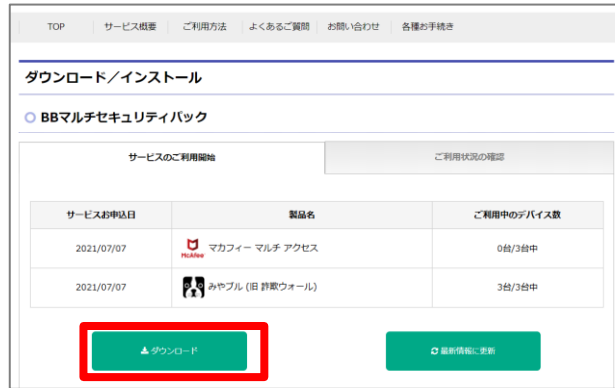 TOP サービス概要 ご利用方法 よくあるご質問 お問い合わせ 各種お手続き
ダウンロード／インストール
BBマルチセキュリティパック
サービスのご利用開始 ご利用状況の確認
サービスお申込日 製品名 ご利用中のデバイス数
2021/07/07 McAfee マカフィー マルチ アクセス 0台/3台中
2021/07/07 みやブル (旧 詐欺ウォール) 3台/3台中
ダウンロード 最新情報に更新